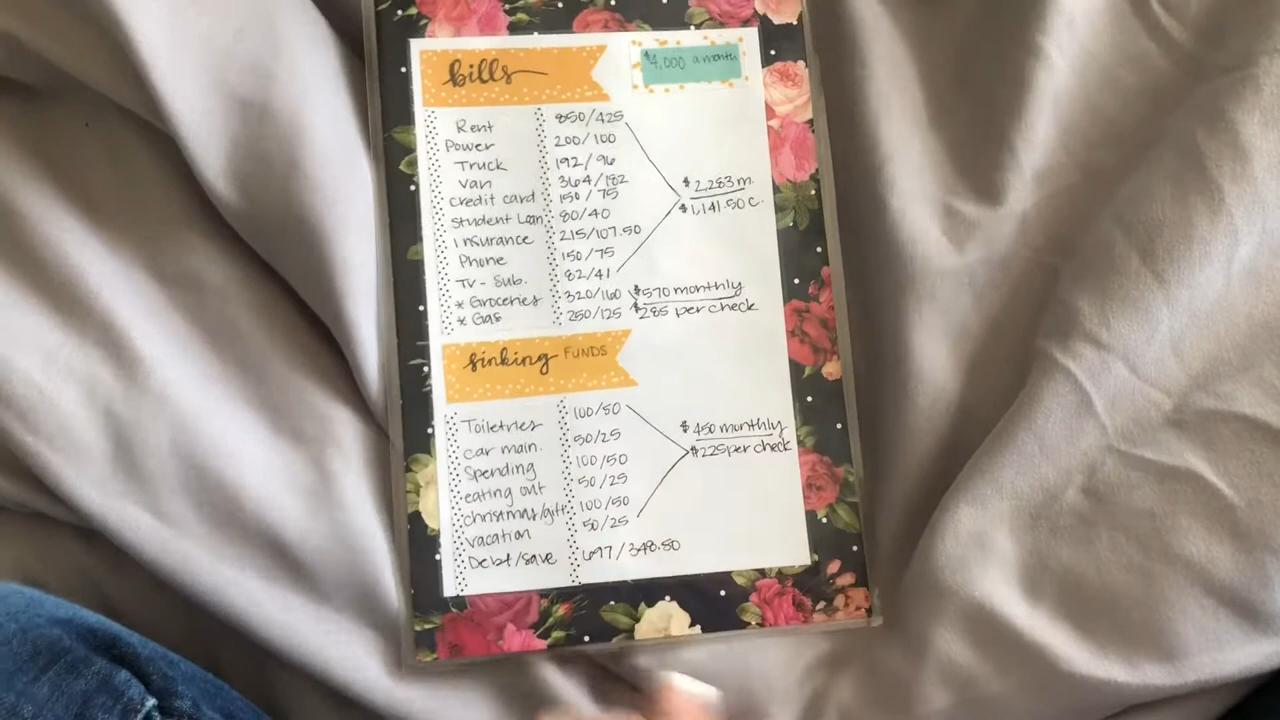 bills
$4,000 a month
Rent 850/425
Power 200/100
Truck 192/96
Van 364/182
credit card 150/75
Student Loan 80/40
Insurance 215/107.50
Phone 150/75
TV - Sub. 82/41
$2,283 m.
$1,141.50 c.
* Groceries 320/160
* Gas 250/125
$570 monthly
$285 per check
sinking FUNDS
Toiletries 100/50
car main. 50/25
Spending 100/50
eating out 50/25
christmas/gift 100/50
vacation 50/25
$450 monthly
$225 per check
Debt/save 697/348.50